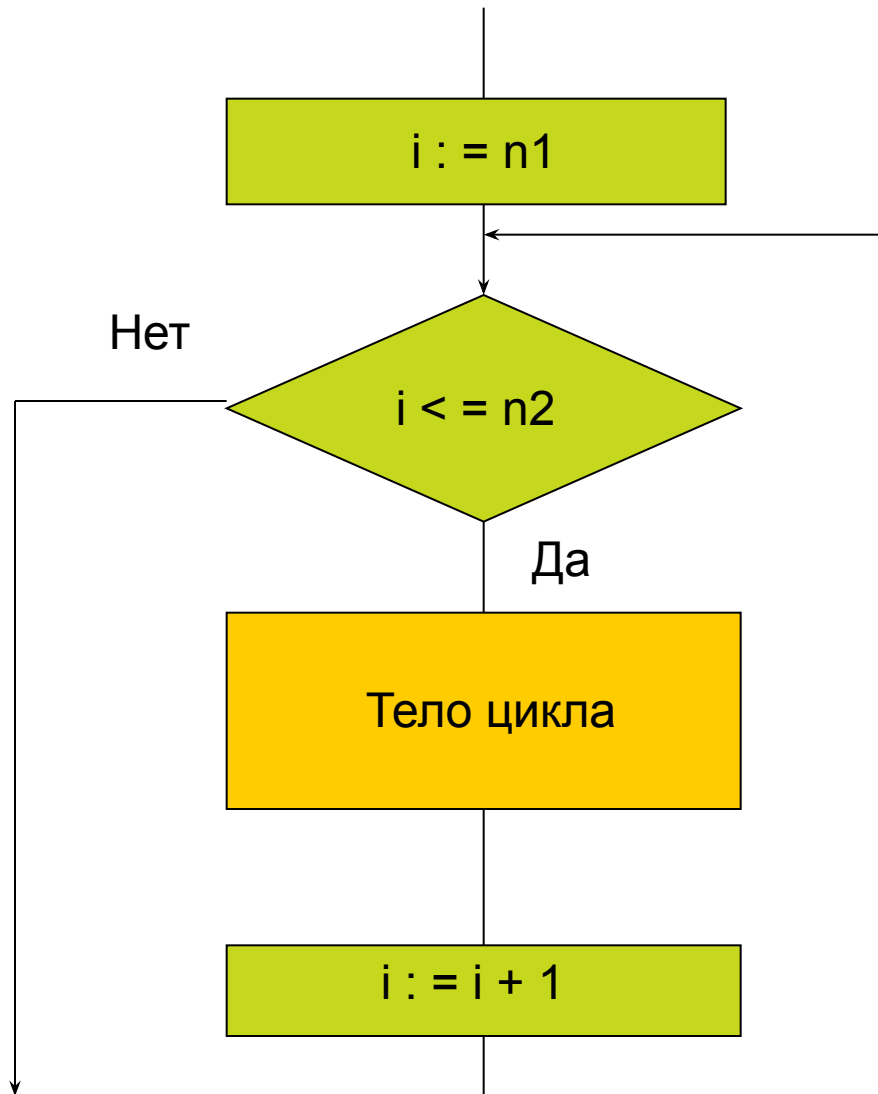 i : = n1
Нет
i < = n2
Да
Тело цикла
i : = i + 1